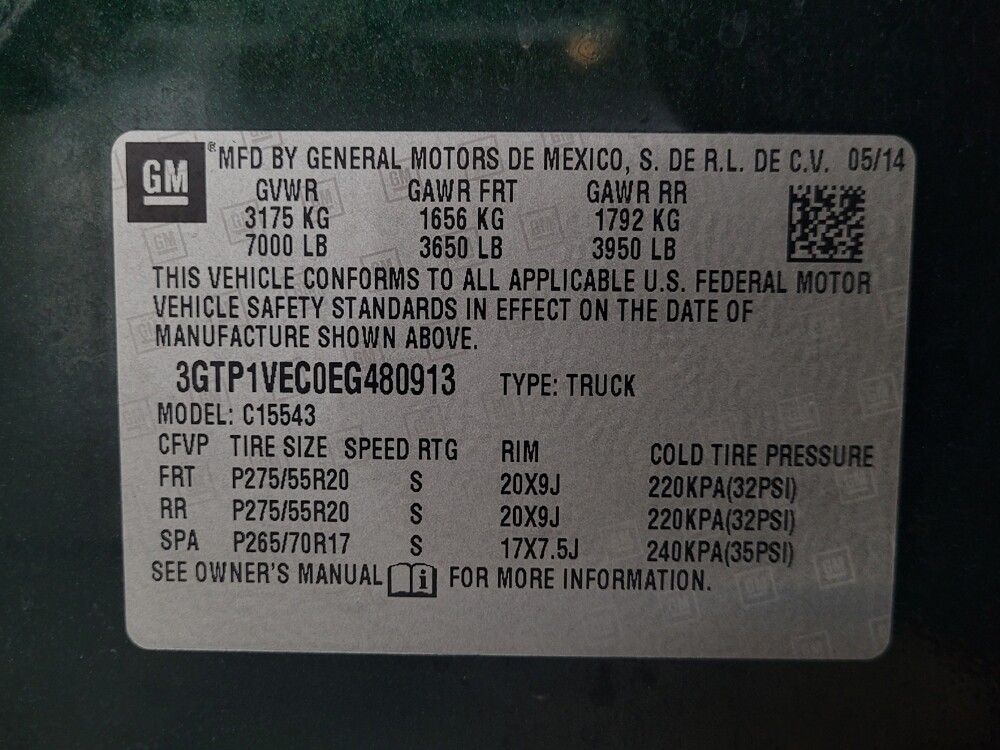 GM ® MFD BY GENERAL MOTORS DE MEXICO, S. DE R.L. DE C.V. 05/14
GVWR GAWR FRT GAWR RR
3175 KG 1656 KG 1792 KG
7000 LB 3650 LB 3950 LB
THIS VEHICLE CONFORMS TO ALL APPLICABLE U.S. FEDERAL MOTOR
VEHICLE SAFETY STANDARDS IN EFFECT ON THE DATE OF
MANUFACTURE SHOWN ABOVE.
3GTP1VEC0EG480913 TYPE: TRUCK
MODEL: C15543
CFVP TIRE SIZE SPEED RTG RIM COLD TIRE PRESSURE
FRT P275/55R20 S 20X9J 220KPA(32PSI)
RR P275/55R20 S 20X9J 220KPA(32PSI)
SPA P265/70R17 S 17X7.5J 240KPA(35PSI)
SEE OWNER'S MANUAL i FOR MORE INFORMATION.